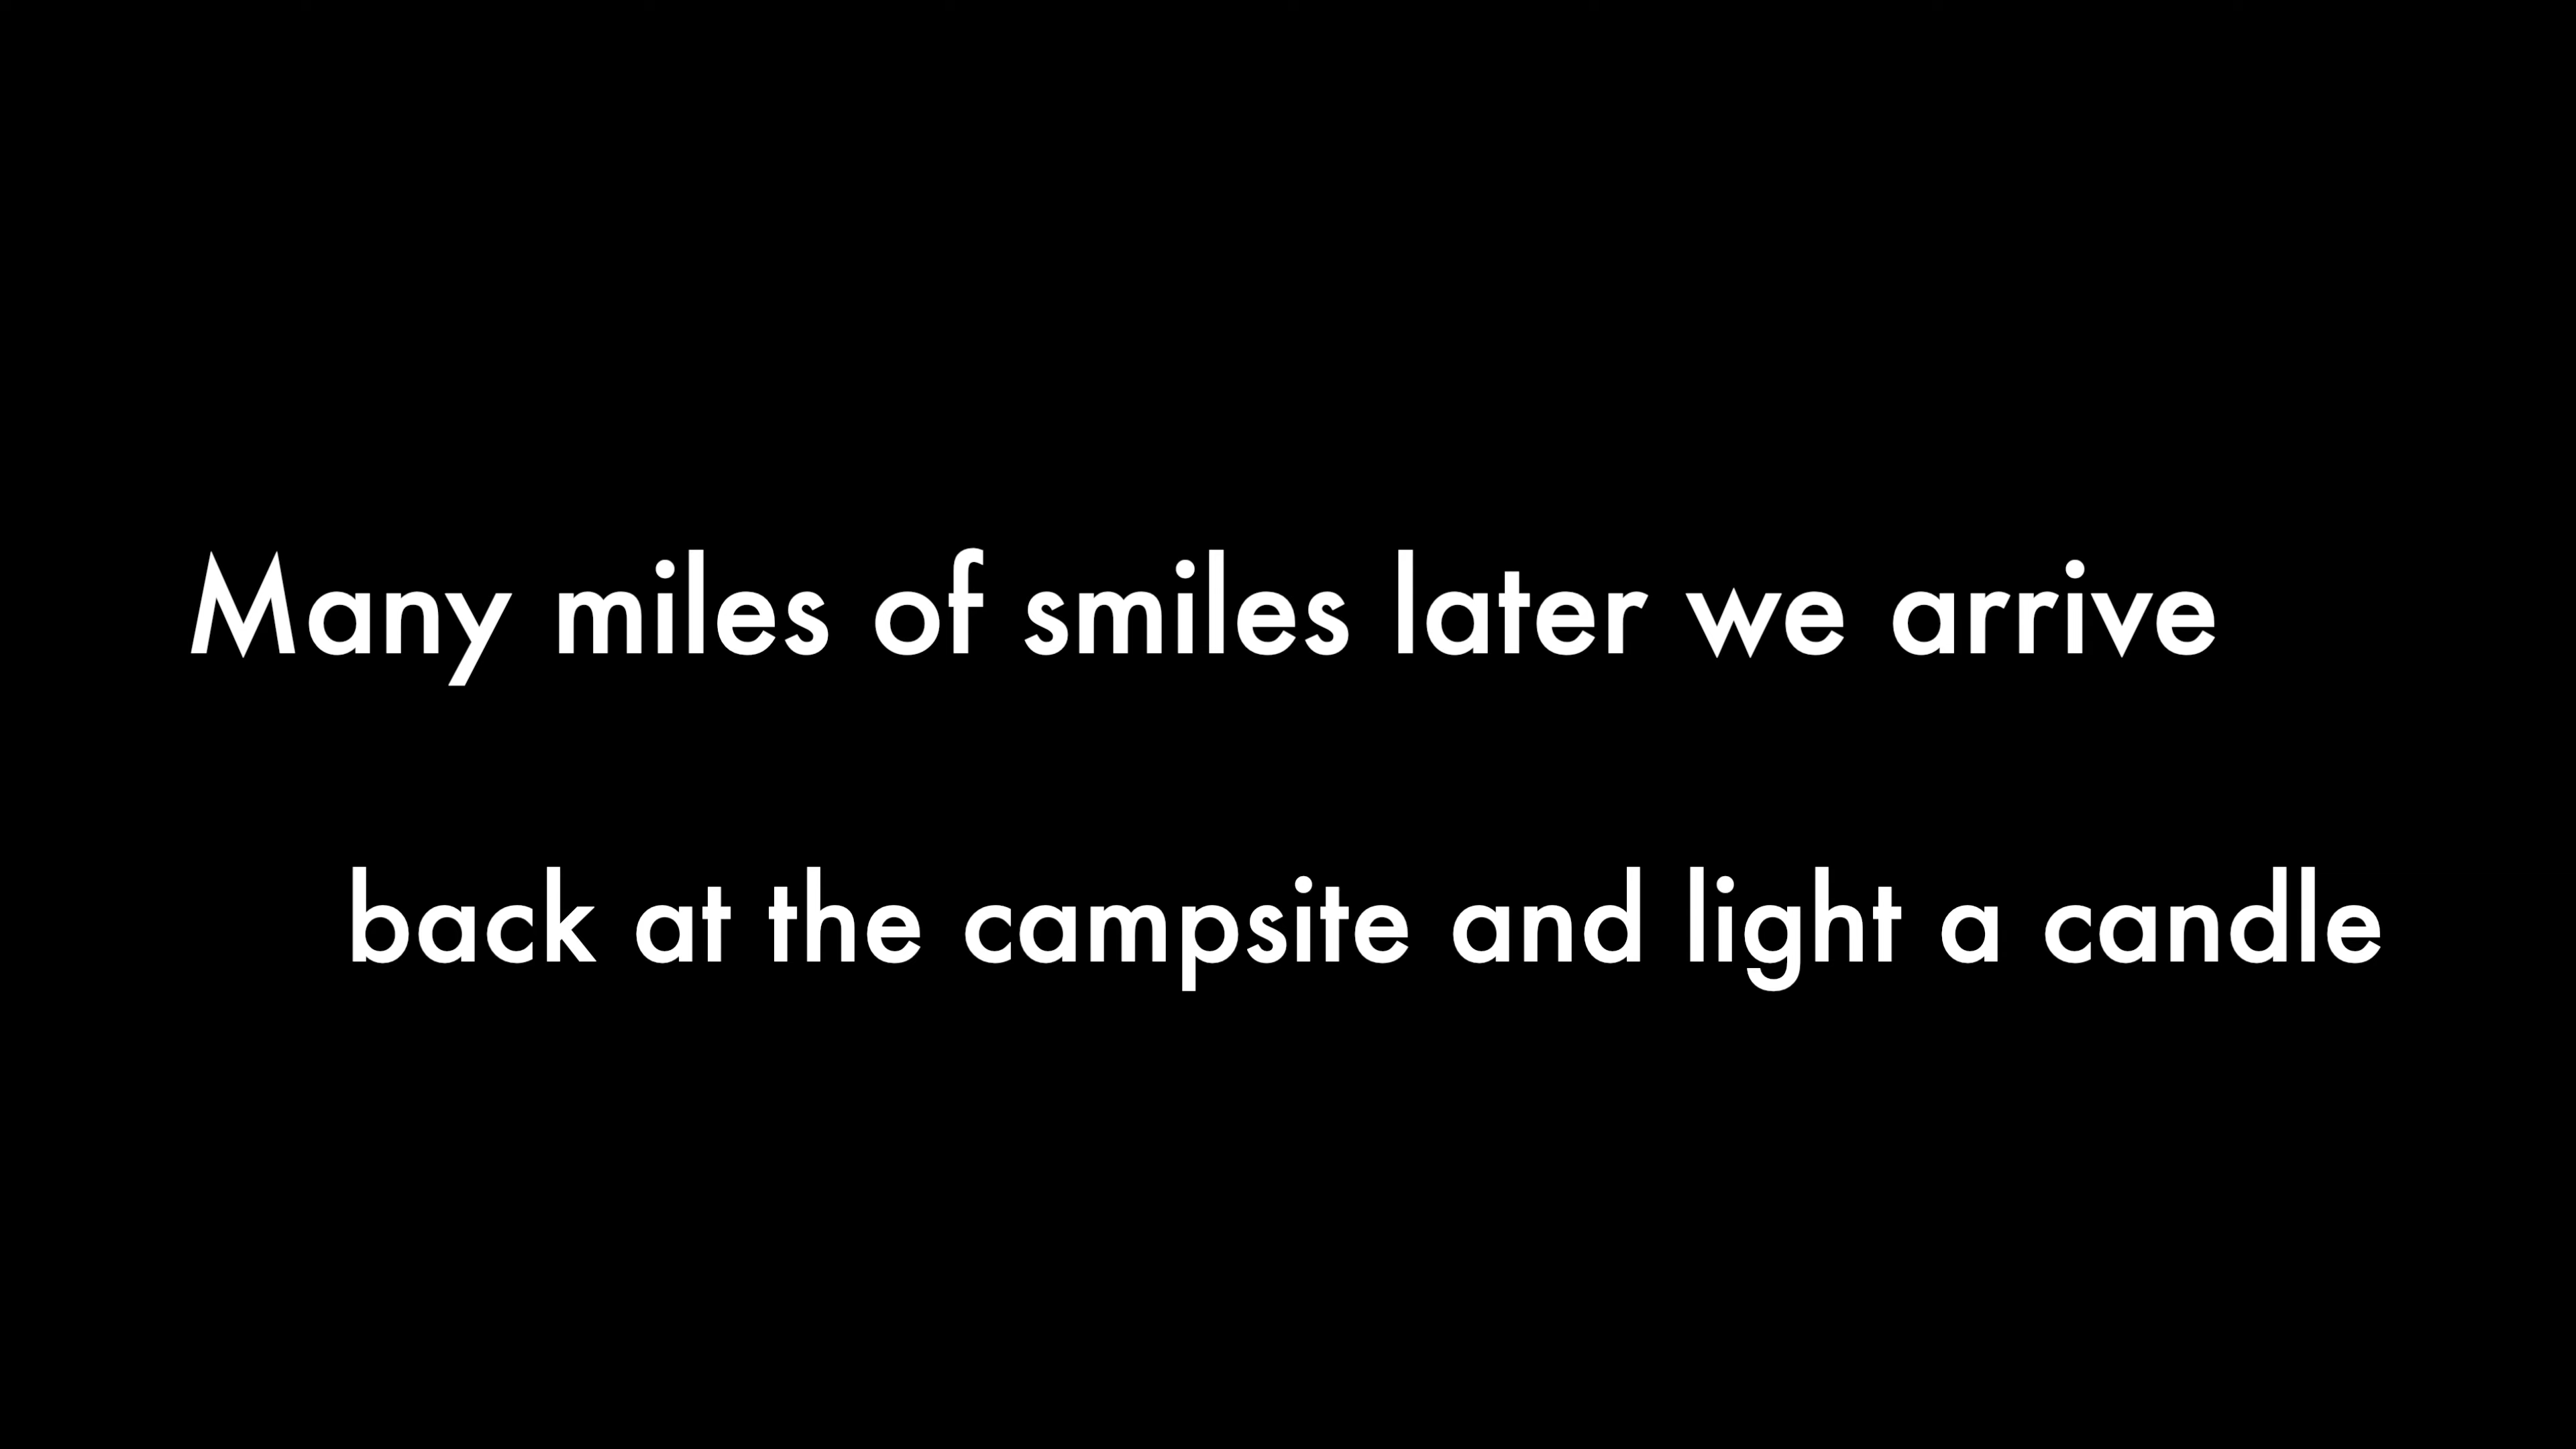 Many miles of smiles later we arrive
back at the campsite and light a candle